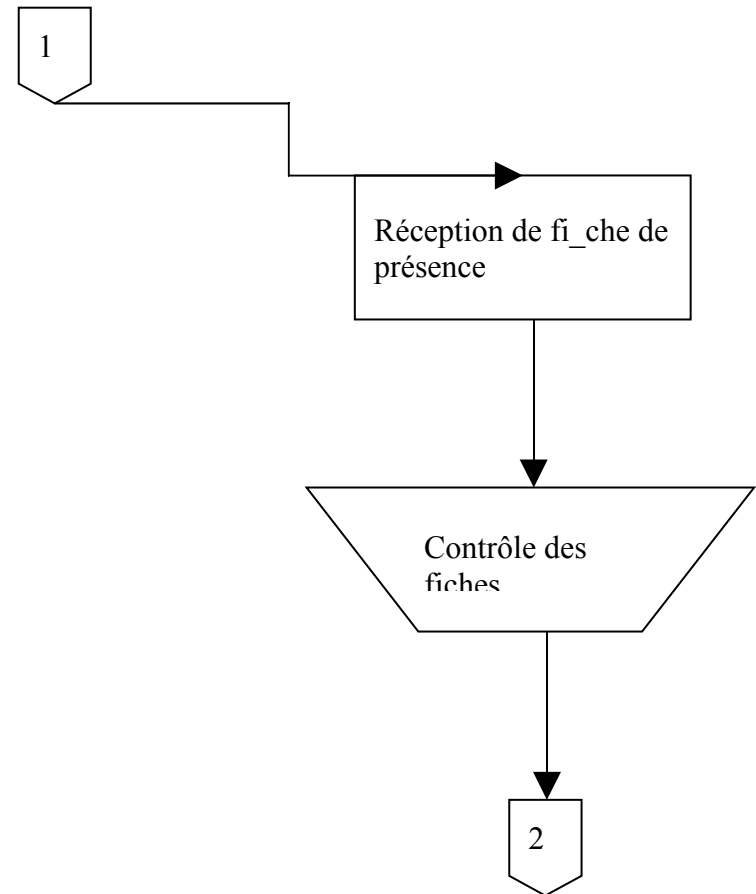 1
Réception de fi_che de
présence
Contrôle des
fiches
2